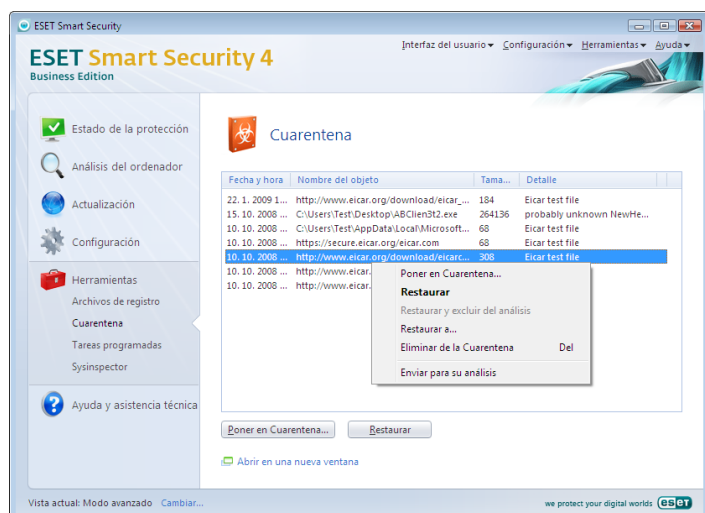 ESET Smart Security
ESET Smart Security 4
Business Edition
Interfaz del usuario Configuración Herramientas Ayuda
Estado de la protección
Análisis del ordenador
Actualización
Configuración
Herramientas
Archivos de registro
Cuarentena
Tareas programadas
Sysinspector
Ayuda y asistencia técnica
Cuarentena
Fecha y hora Nombre del objeto Tama... Detalle
22. 1. 2009 1... http://www.eicar.org/download/eicar_... 184 Eicar test file
15. 10. 2008 ... C:\Users\Test\Desktop\ABClien3t2.exe 264136 probably unknown NewHe...
10. 10. 2008 ... C:\Users\Test\AppData\Local\Microsoft... 68 Eicar test file
10. 10. 2008 ... https://secure.eicar.org/eicar.com 68 Eicar test file
10. 10. 2008 ... http://www.eicar.org/download/eicarc... 308 Eicar test file
10. 10. 2008 ... http://www.eicar.
10. 10. 2008 ... http://www.eicar.
Poner en Cuarentena...
Restaurar
Restaurar y excluir del análisis
Restaurar a...
Eliminar de la Cuarentena Del
Enviar para su análisis
Poner en Cuarentena... Restaurar
Abrir en una nueva ventana
Vista actual: Modo avanzado Cambiar...
we protect your digital worlds eset